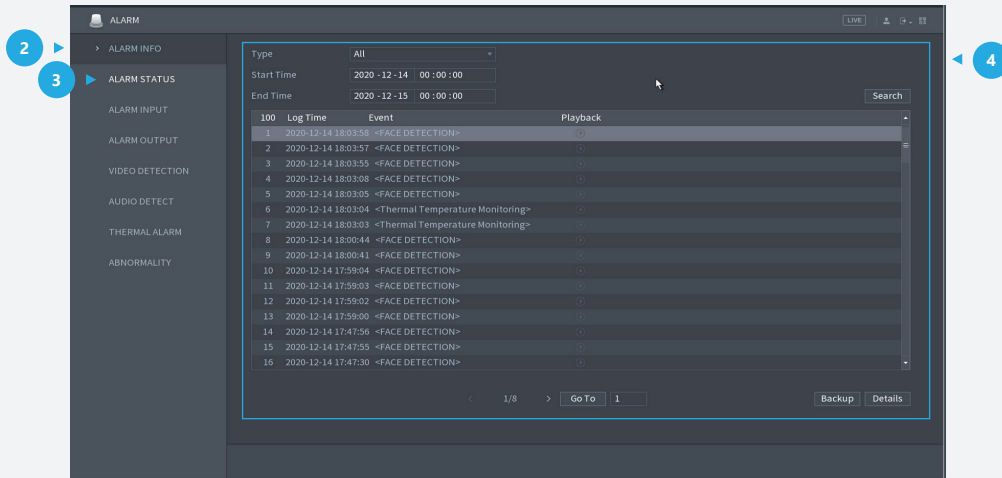 ALARM
LIVE
2
> ALARM INFO
3
ALARM STATUS
ALARM INPUT
ALARM OUTPUT
VIDEO DETECTION
AUDIO DETECT
THERMAL ALARM
ABNORMALITY
4
Type All
Start Time 2020 -12 -14 00 : 00 : 00
End Time 2020 -12 -15 00 : 00 : 00
Search
100 Log Time Event Playback
1 2020-12-14 18:03:58 <FACE DETECTION>
2 2020-12-14 18:03:57 <FACE DETECTION>
3 2020-12-14 18:03:55 <FACE DETECTION>
4 2020-12-14 18:03:08 <FACE DETECTION>
5 2020-12-14 18:03:05 <FACE DETECTION>
6 2020-12-14 18:03:04 <Thermal Temperature Monitoring>
7 2020-12-14 18:03:03 <Thermal Temperature Monitoring>
8 2020-12-14 18:00:44 <FACE DETECTION>
9 2020-12-14 18:00:41 <FACE DETECTION>
10 2020-12-14 17:59:04 <FACE DETECTION>
11 2020-12-14 17:59:03 <FACE DETECTION>
12 2020-12-14 17:59:02 <FACE DETECTION>
13 2020-12-14 17:59:00 <FACE DETECTION>
14 2020-12-14 17:47:56 <FACE DETECTION>
15 2020-12-14 17:47:55 <FACE DETECTION>
16 2020-12-14 17:47:30 <FACE DETECTION>
< 1/8 > Go To 1
Backup Details